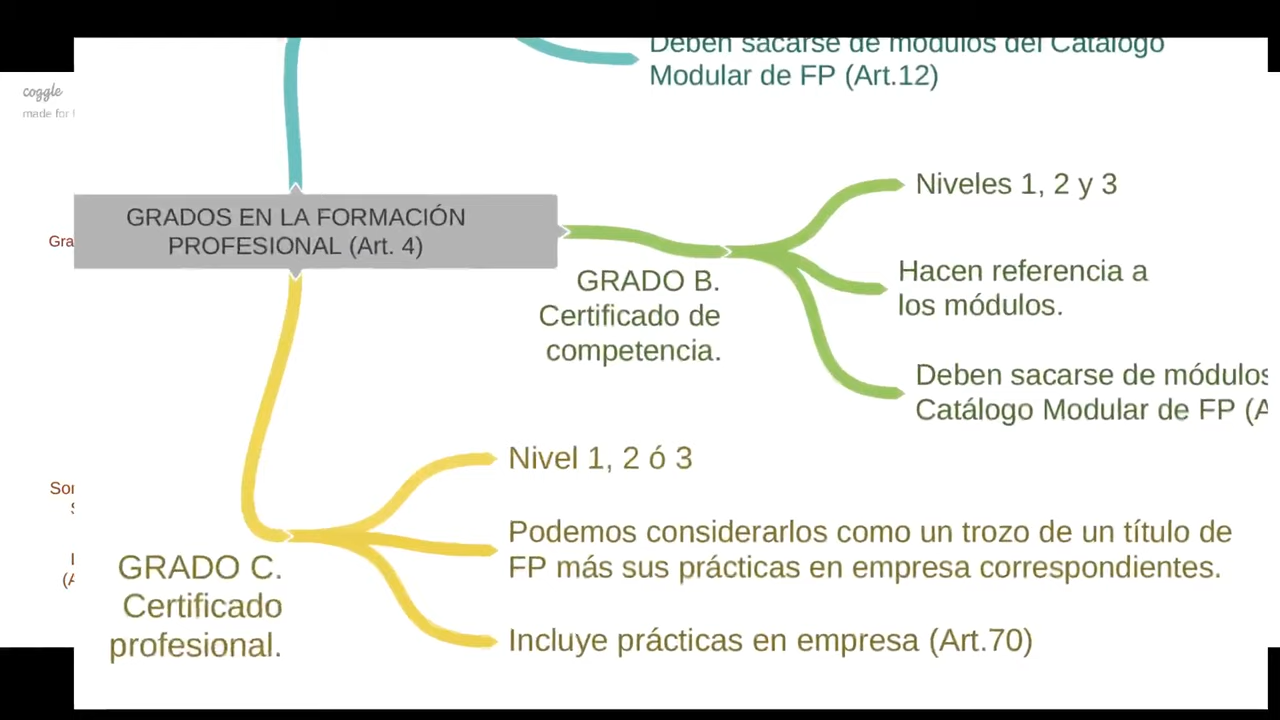 Deben sacarse de módulos del Catálogo
Modular de FP (Art.12)
coggle
made for
GRADOS EN LA FORMACIÓN
PROFESIONAL (Art. 4)
Niveles 1, 2 y 3
Hacen referencia a
los módulos.
GRADO B.
Certificado de
competencia.
Deben sacarse de módulos
Catálogo Modular de FP (A
Nivel 1, 2 ó 3
Podemos considerarlos como un trozo de un título de
FP más sus prácticas en empresa correspondientes.
GRADO C.
Certificado
profesional.
Incluye prácticas en empresa (Art.70)